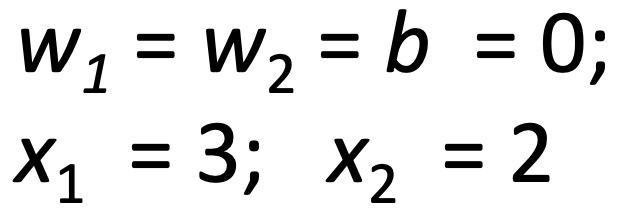 w₁ = w₂ = b = 0;
x₁ = 3; x₂ = 2